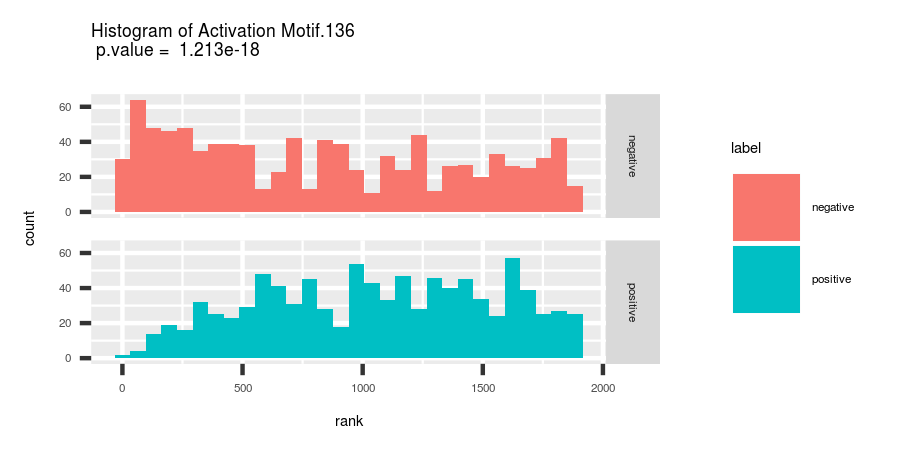 Histogram of Activation Motif.136
p.value =  1.213e-18
count
60
40
20
0
negative
60
40
20
0
positive
0 500 1000 1500 2000
rank
label
negative
positive